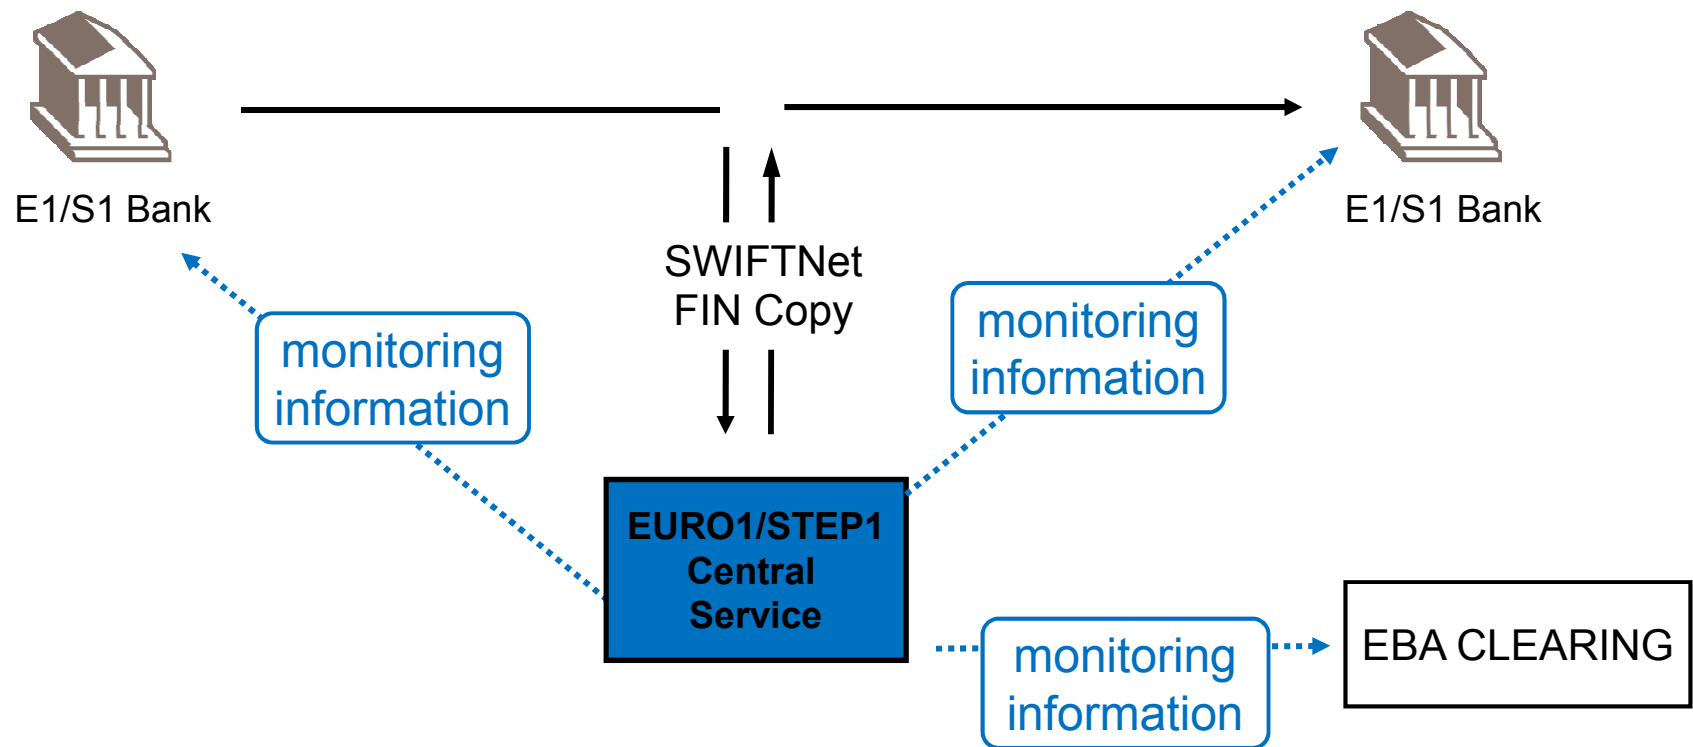 E1/S1 Bank
E1/S1 Bank
SWIFTNet
FIN Copy
monitoring
information
monitoring
information
EURO1/STEP1
Central
Service
monitoring
information
EBA CLEARING